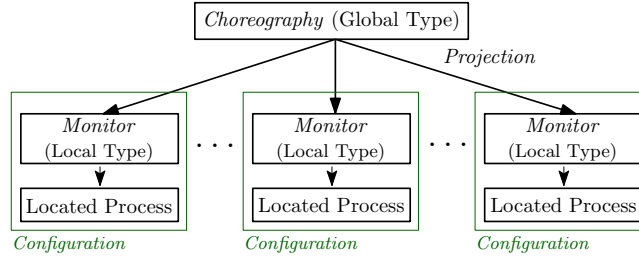 Choreography (Global Type)
Projection
Monitor
(Local Type)
Located Process
Configuration
. . .
Monitor
(Local Type)
Located Process
Configuration
. . .
Monitor
(Local Type)
Located Process
Configuration